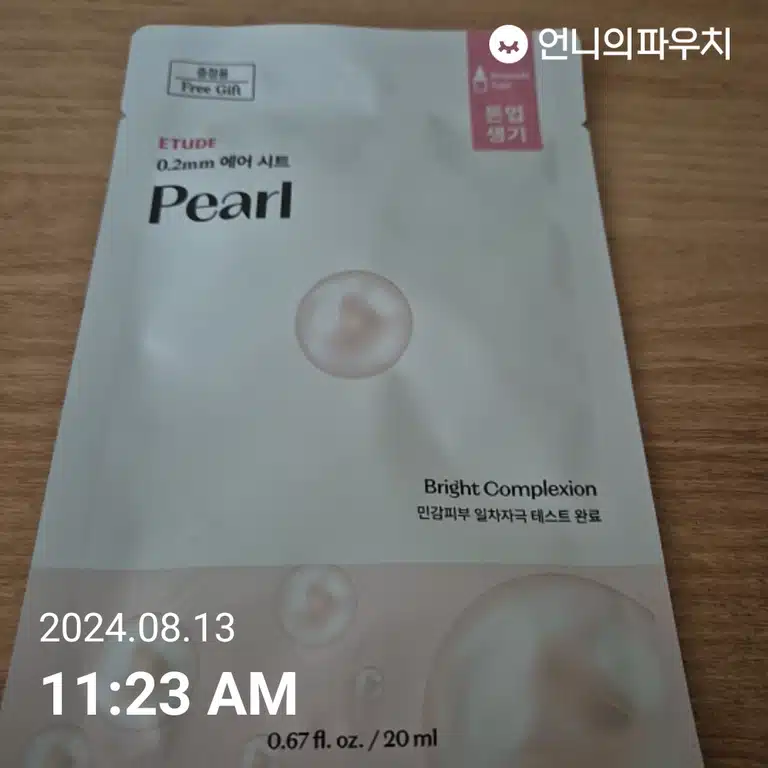 언니의파우치
증정용
Free Gift
톤업
생기
ETUDE
0.2mm 에어 시트
Pearl
Bright Complexion
민감피부 일차자극 테스트 완료
2024.08.13
11:23 AM
0.67 fl. oz. / 20 ml